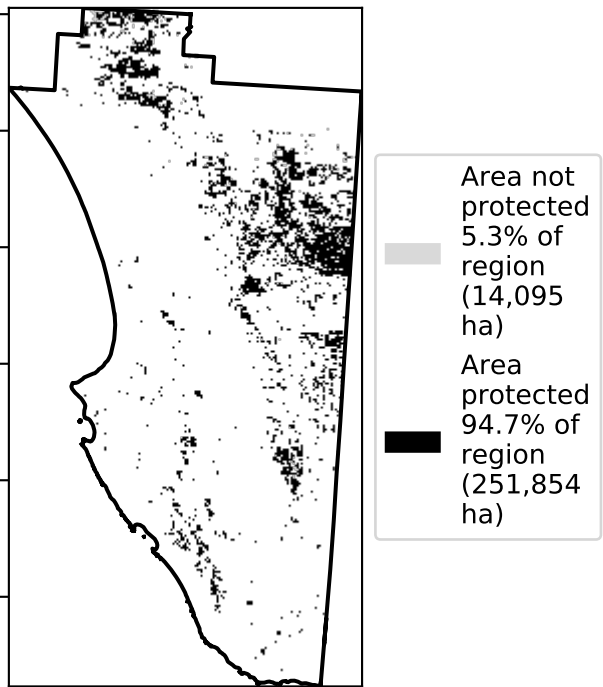 Area not
protected
5.3% of
region
(14,095
ha)
Area
protected
94.7% of
region
(251,854
ha)